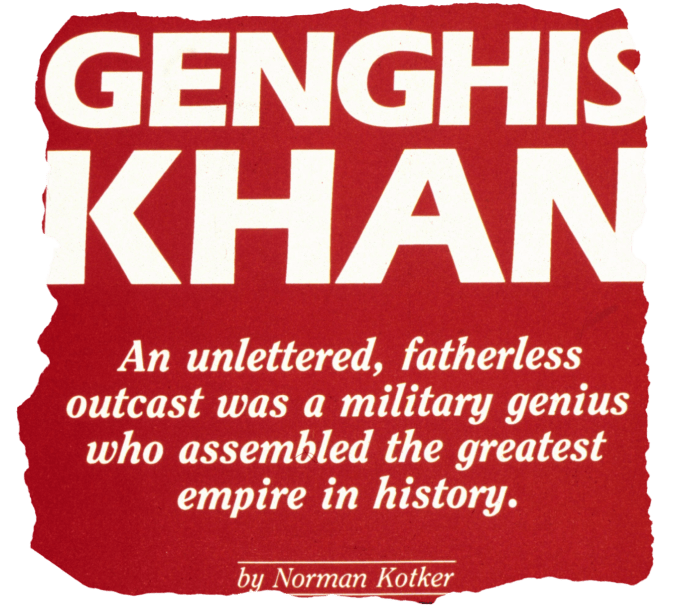 GENGHIS
KHAN
An unlettered, fatherless
outcast was a military genius
who assembled the greatest
empire in history.
by Norman Kotker